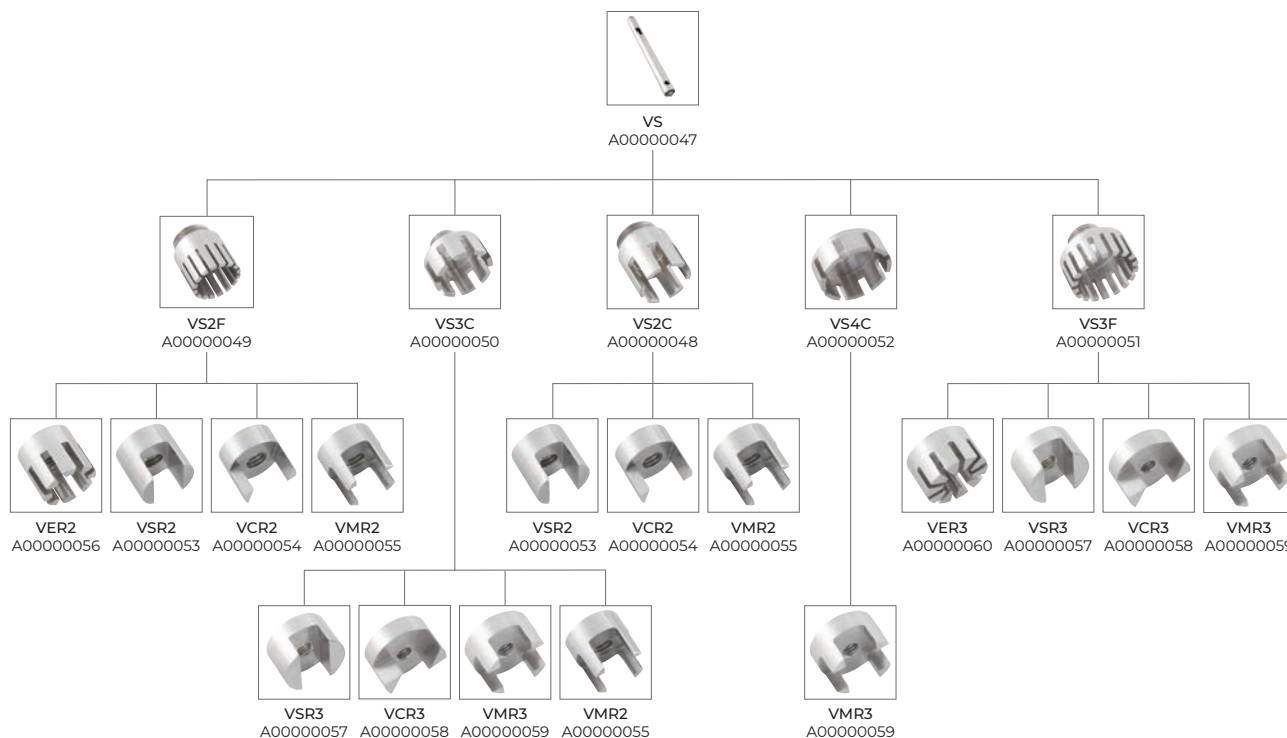 VS
A00000047
VS2F
A00000049
VS3C
A00000050
VS2C
A00000048
VS4C
A00000052
VS3F
A00000051
VER2
A00000056
VSR2
A00000053
VCR2
A00000054
VMR2
A00000055
VSR2
A00000053
VCR2
A00000054
VMR2
A00000055
VER3
A00000060
VSR3
A00000057
VCR3
A00000058
VMR3
A00000059
VSR3
A00000057
VCR3
A00000058
VMR3
A00000059
VMR2
A00000055
VMR3
A00000059